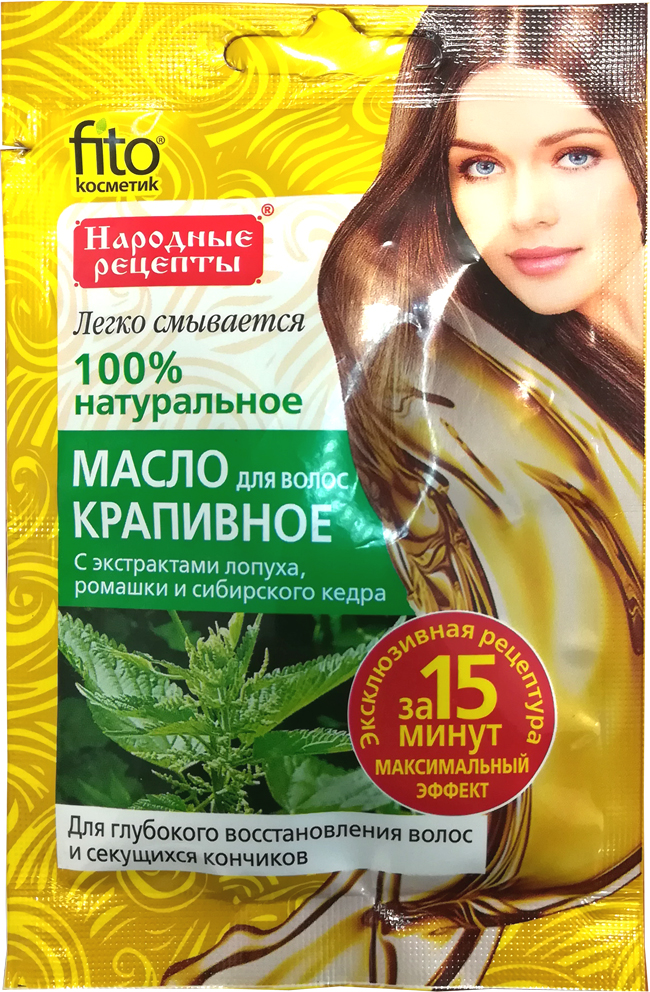 fito®
косметик
Народные®
рецепты
Легко смывается
100%
натуральное
МАСЛО для волос
КРАПИВНОЕ
С экстрактами лопуха,
ромашки и сибирского кедра
Эксклюзивная рецептура
за 15
минут
МАКСИМАЛЬНЫЙ
ЭФФЕКТ
Для глубокого восстановления волос
и секущихся кончиков